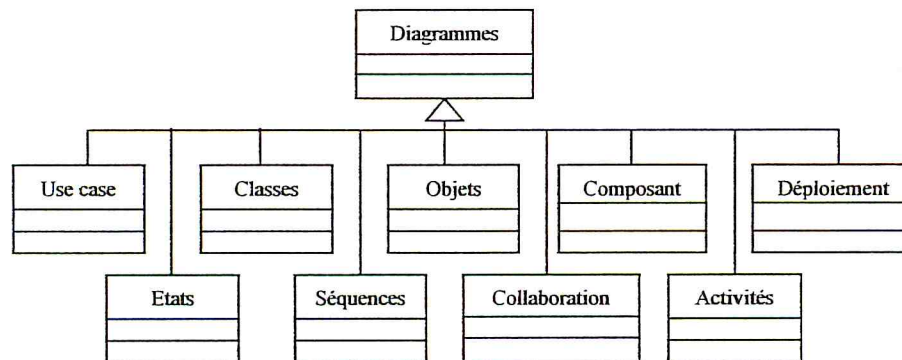 Diagrammes
Use case
Classes
Objets
Composant
Déploiement
Etats
Séquences
Collaboration
Activités